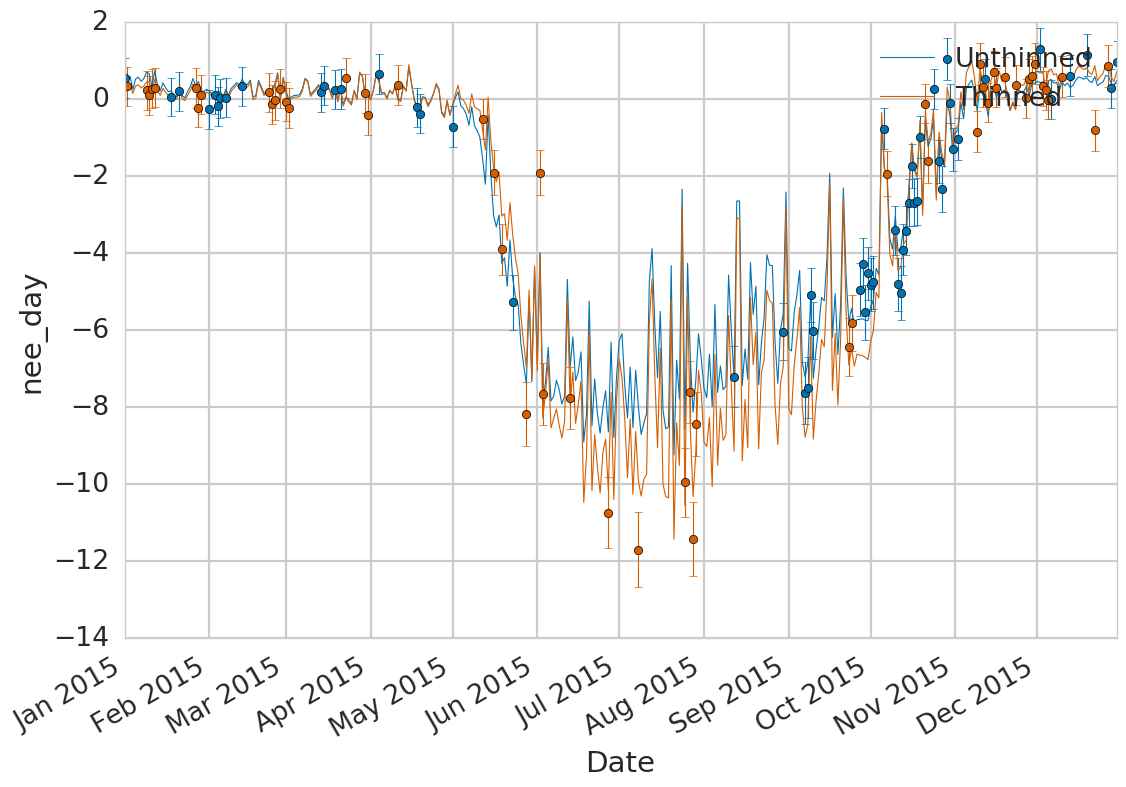 2
0
−2
−4
−6
−8
−10
−12
−14
nee_day
Unthinned
Thinned
Jan 2015
Feb 2015
Mar 2015
Apr 2015
May 2015
Jun 2015
Jul 2015
Aug 2015
Sep 2015
Oct 2015
Nov 2015
Dec 2015
Date